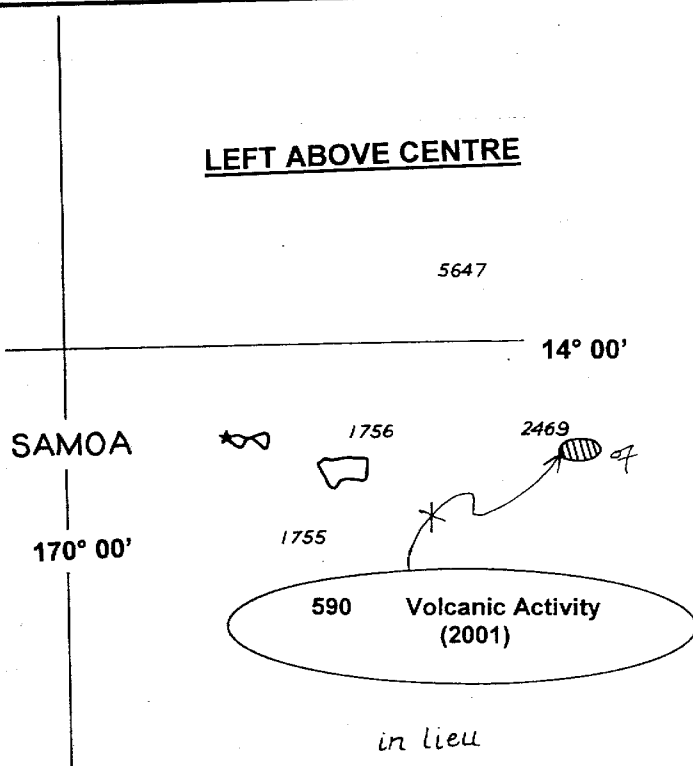 LEFT ABOVE CENTRE
5647
14° 00'
SAMOA
1756
2469
170° 00'
1755
590 Volcanic Activity
(2001)
in lieu